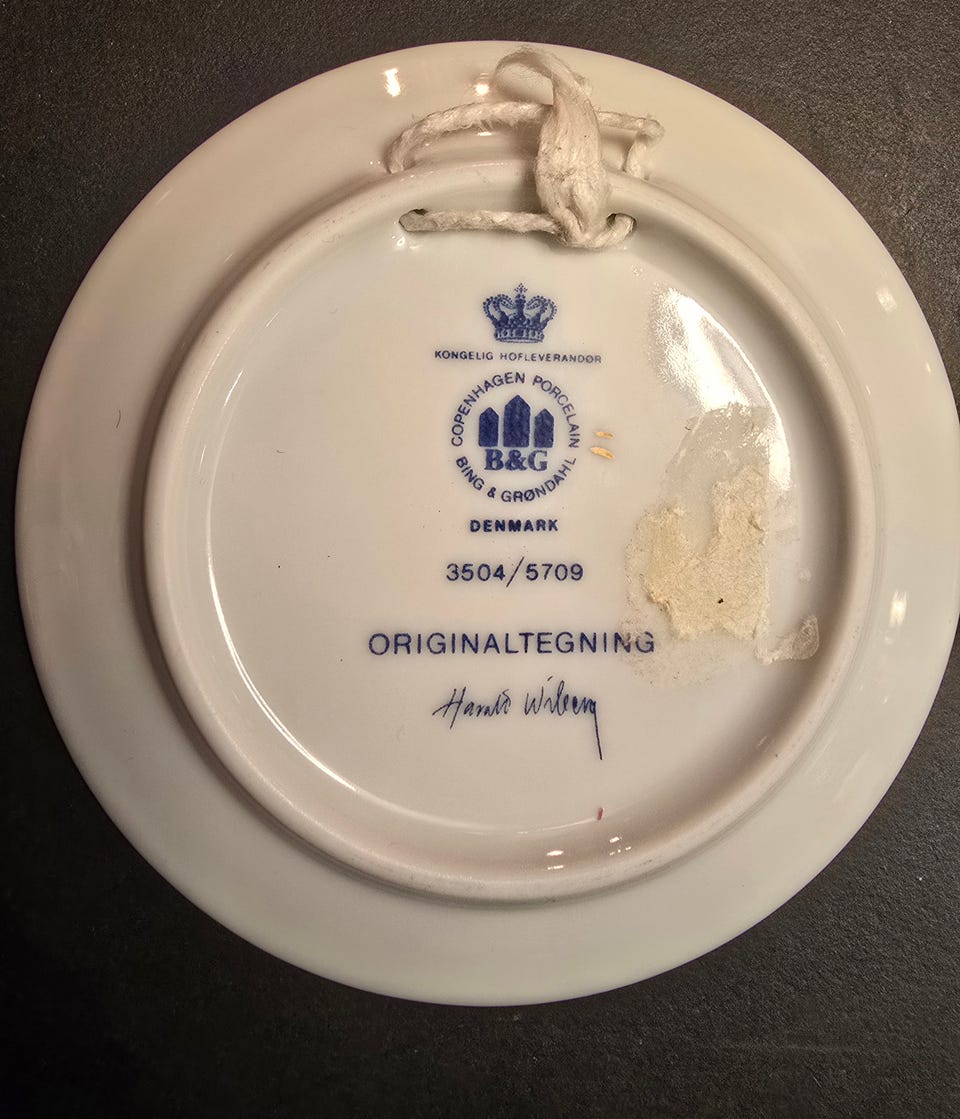 KONGELIG HOFLEVERANDØR
COPENHAGEN PORCELAIN
B&G
BING & GRØNDAHL
DENMARK
3504/5709
ORIGINALTEGNING
Harald Wiberg